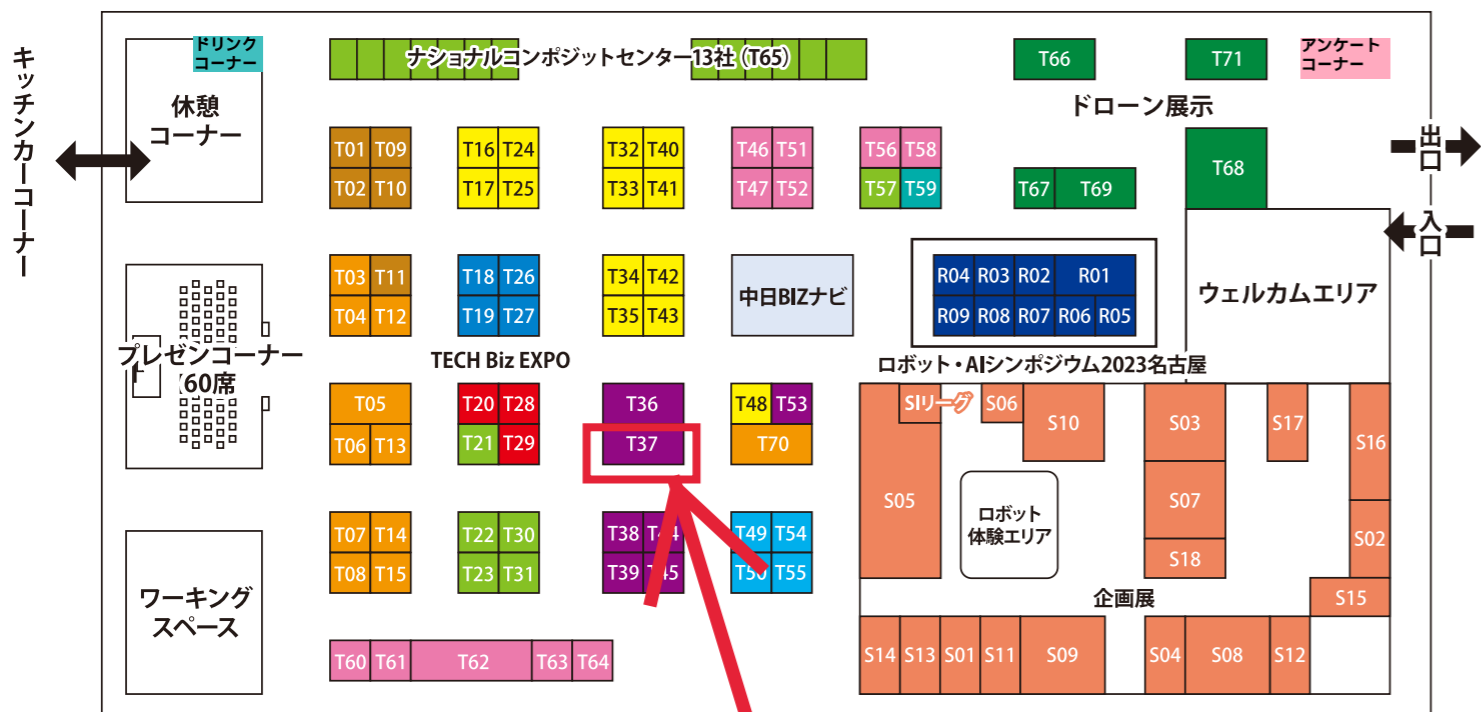 キッチンカーコーナー
ドリンク
コーナー
休憩
コーナー
ナショナルコンポジットセンター13社（T65）
T66
T71
アンケート
コーナー
ドローン展示
T01 T09
T02 T10
T16 T24
T17 T25
T32 T40
T33 T41
T46 T51
T47 T52
T56 T58
T57 T59
T67 T69
T68
出口
入口
T03 T11
T04 T12
T18 T26
T19 T27
T34 T42
T35 T43
中日BIZナビ
R04 R03 R02 R01
R09 R08 R07 R06 R05
ウェルカムエリア
プレゼンコーナー
60席
TECH Biz EXPO
ロボット・AIシンポジウム2023名古屋
T05
T06 T13
T20 T28
T21 T29
T36
T37
T48 T53
T70
SIリーグ
S06
S10
S03
S17
S16
S05
ロボット
体験エリア
S07
S18
S02
S15
T07 T14
T08 T15
T22 T30
T23 T31
T38 T44
T39 T45
T49 T54
T50 T55
ワーキング
スペース
企画展
T60 T61 T62 T63 T64
S14 S13 S01 S11 S09 S04 S08 S12